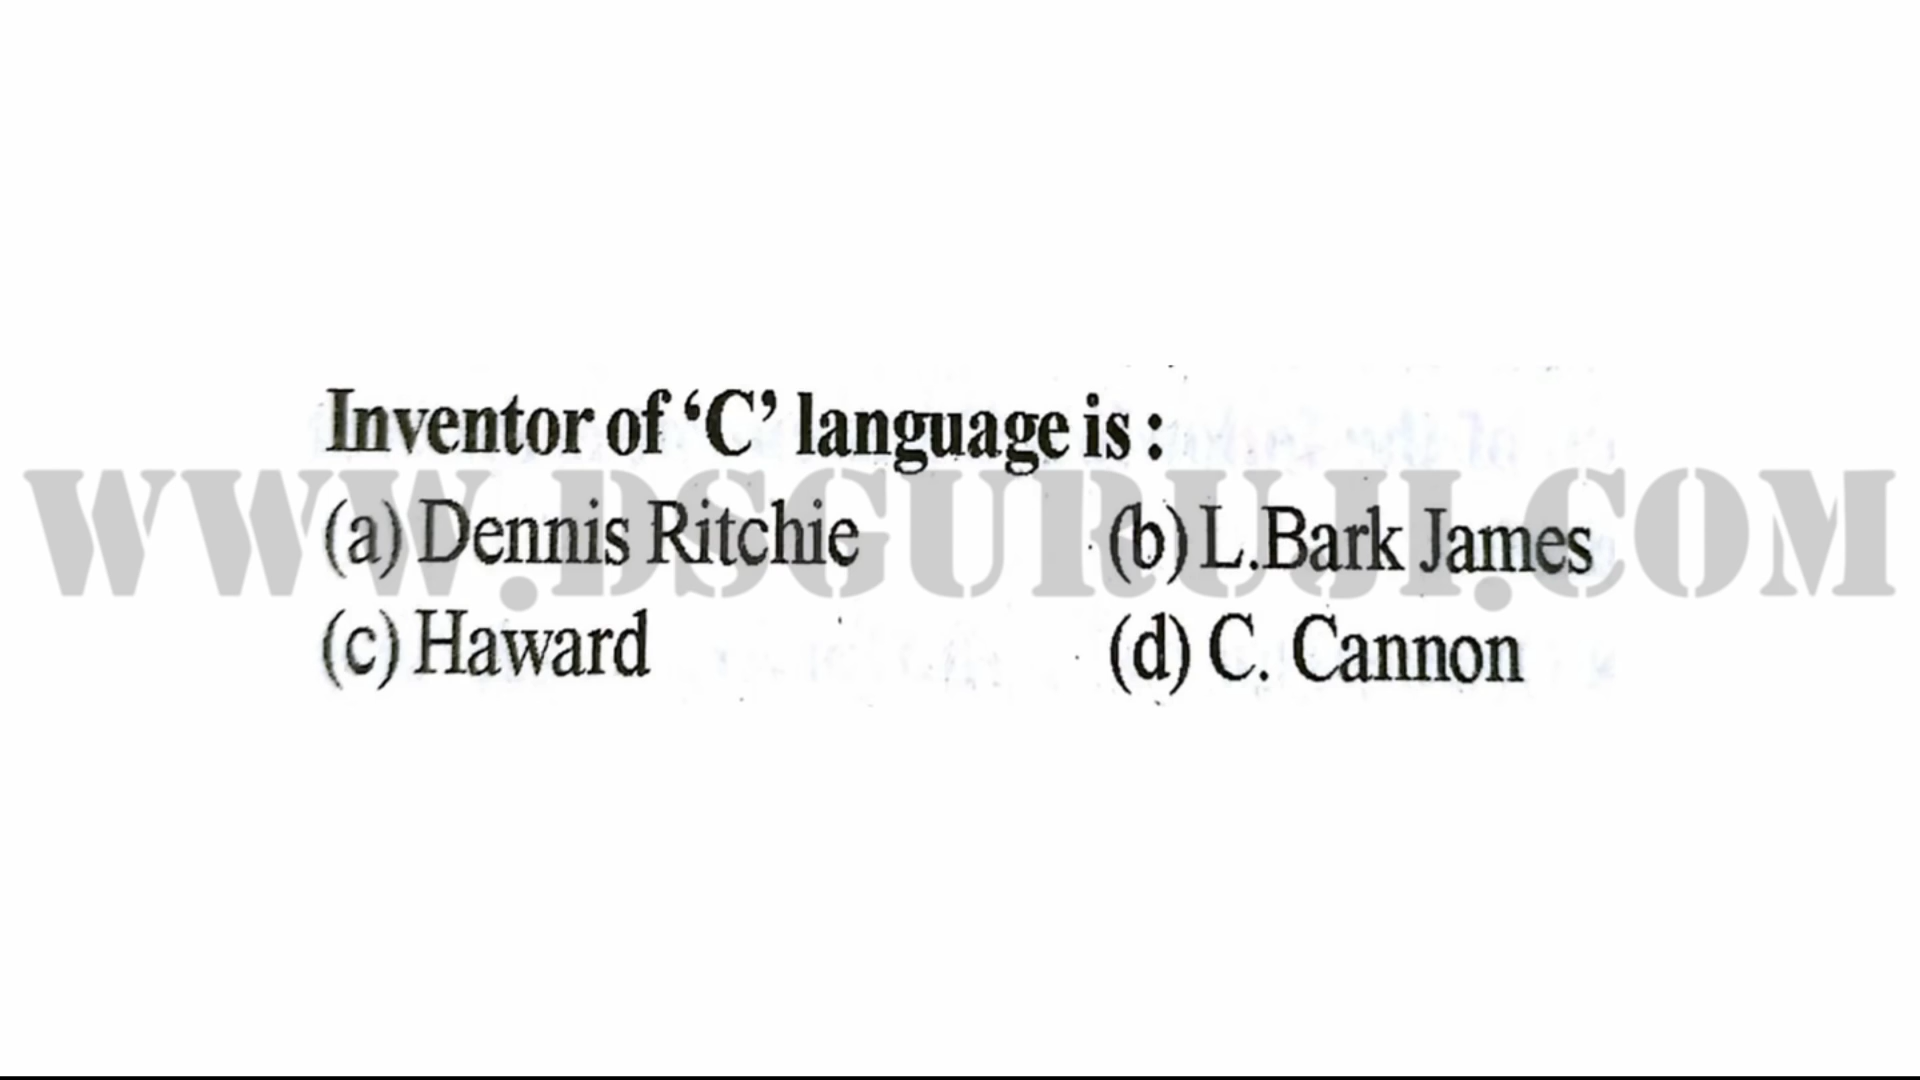 Inventor of ‘C’ language is :
WWW.DSGURUJI.COM
(a) Dennis Ritchie (b) L.Bark James
(c) Haward (d) C. Cannon